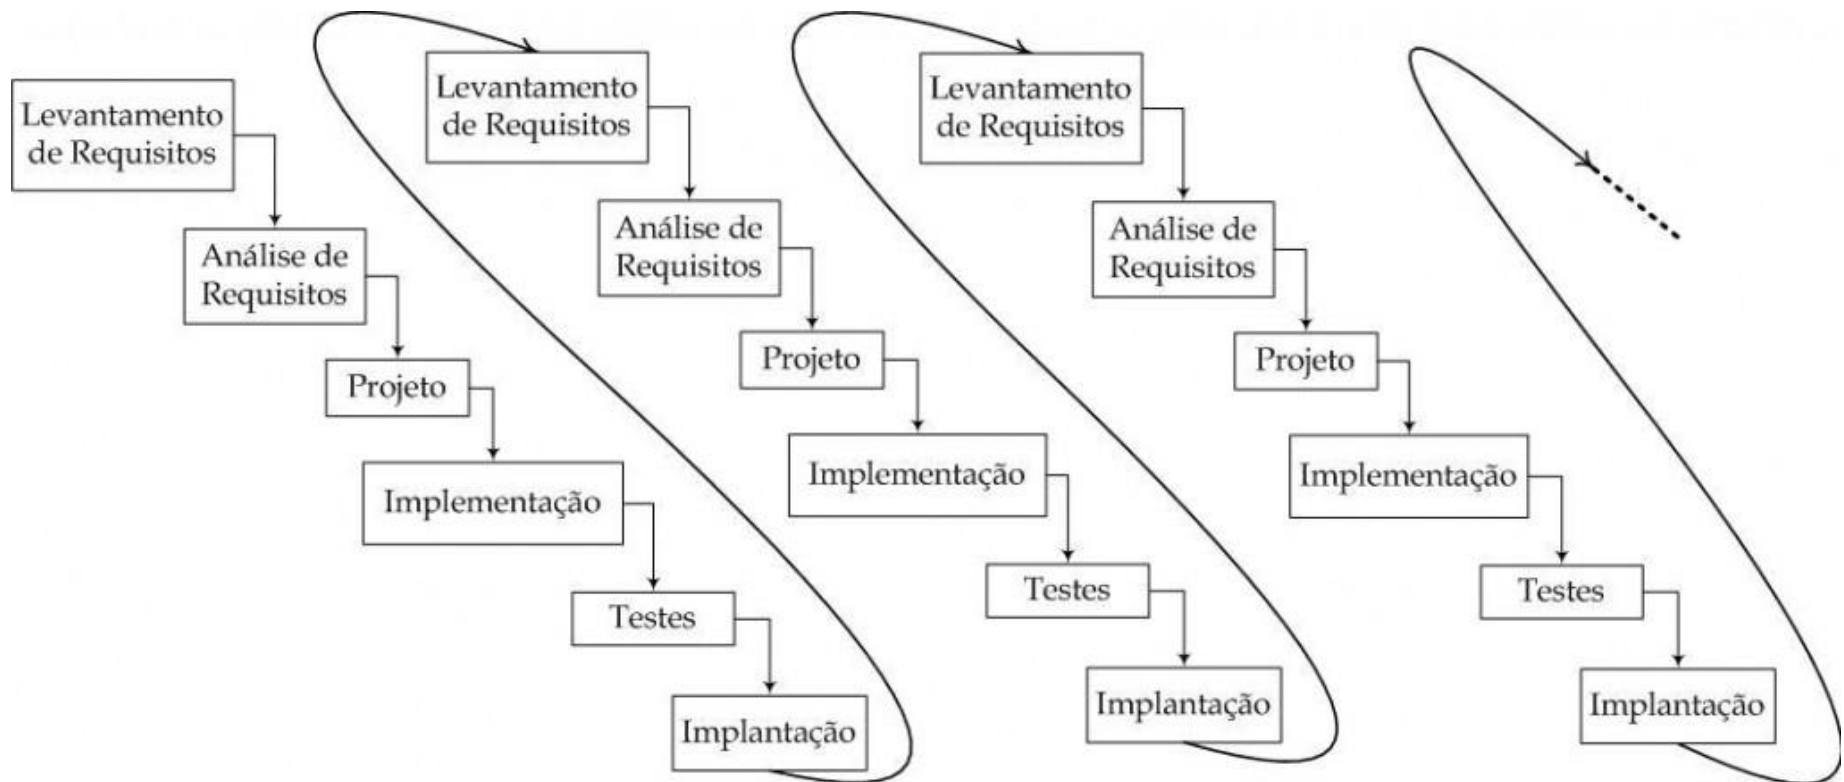 Levantamento
de Requisitos
Análise de
Requisitos
Projeto
Implementação
Testes
Implantação
Levantamento
de Requisitos
Análise de
Requisitos
Projeto
Implementação
Testes
Implantação
Levantamento
de Requisitos
Análise de
Requisitos
Projeto
Implementação
Testes
Implantação